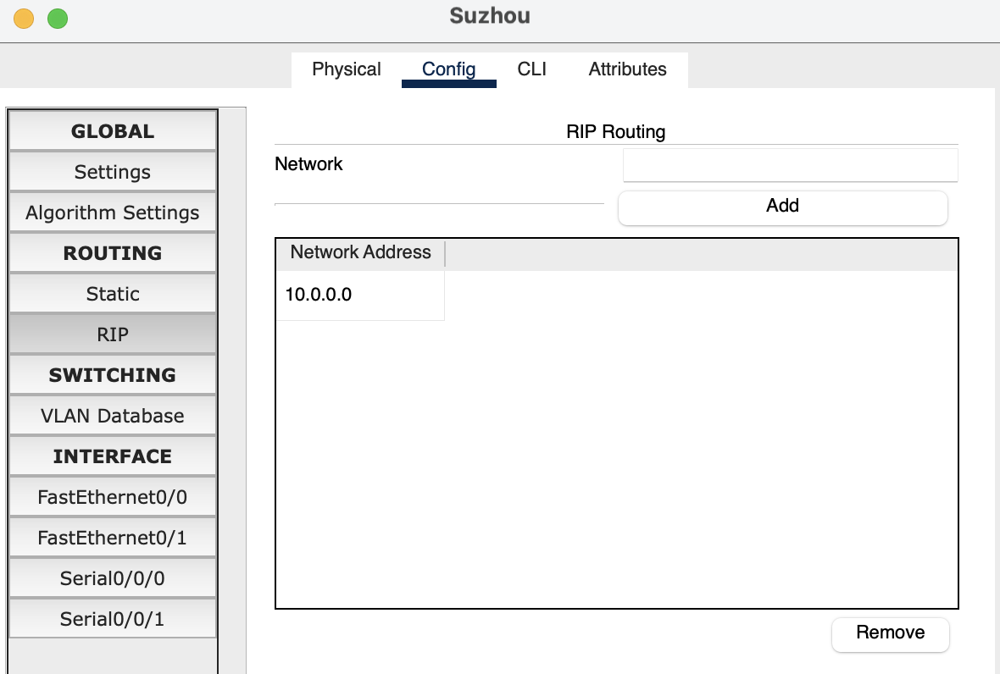 Suzhou
Physical Config CLI Attributes
GLOBAL
Settings
Algorithm Settings
ROUTING
Static
RIP
SWITCHING
VLAN Database
INTERFACE
FastEthernet0/0
FastEthernet0/1
Serial0/0/0
Serial0/0/1
RIP Routing
Network
Add
Network Address
10.0.0.0
Remove